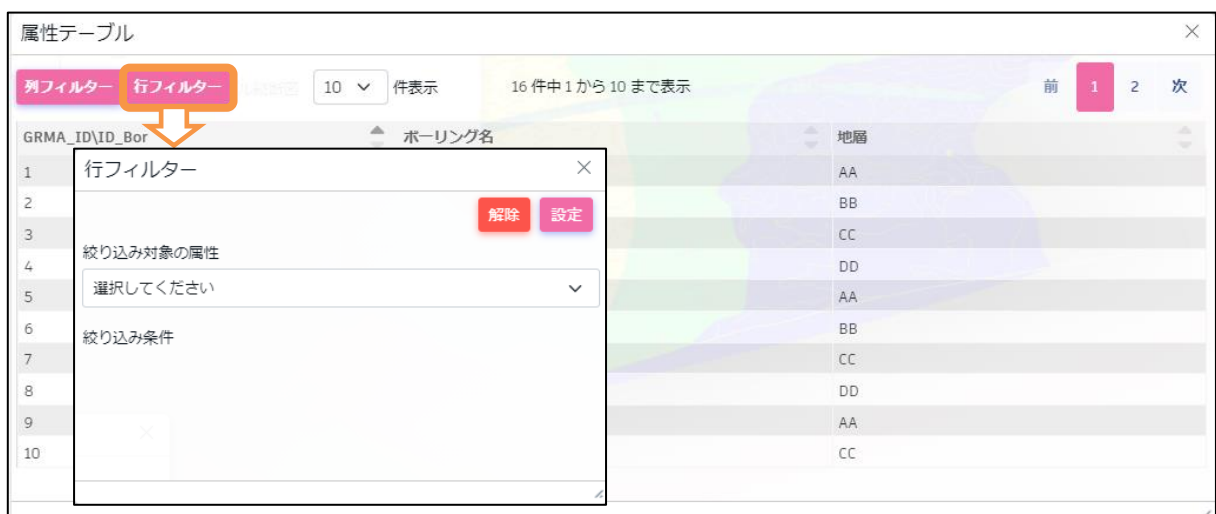 属性テーブル
列フィルター 行フィルター 10 件表示 16 件中 1 から 10 まで表示 前 1 2 次
GRMA_ID\ID_Bor ボーリング名 地層
1 AA
2 BB
3 CC
4 DD
5 AA
6 BB
7 CC
8 DD
9 AA
10 CC
行フィルター
解除 設定
絞り込み対象の属性
選択してください
絞り込み条件